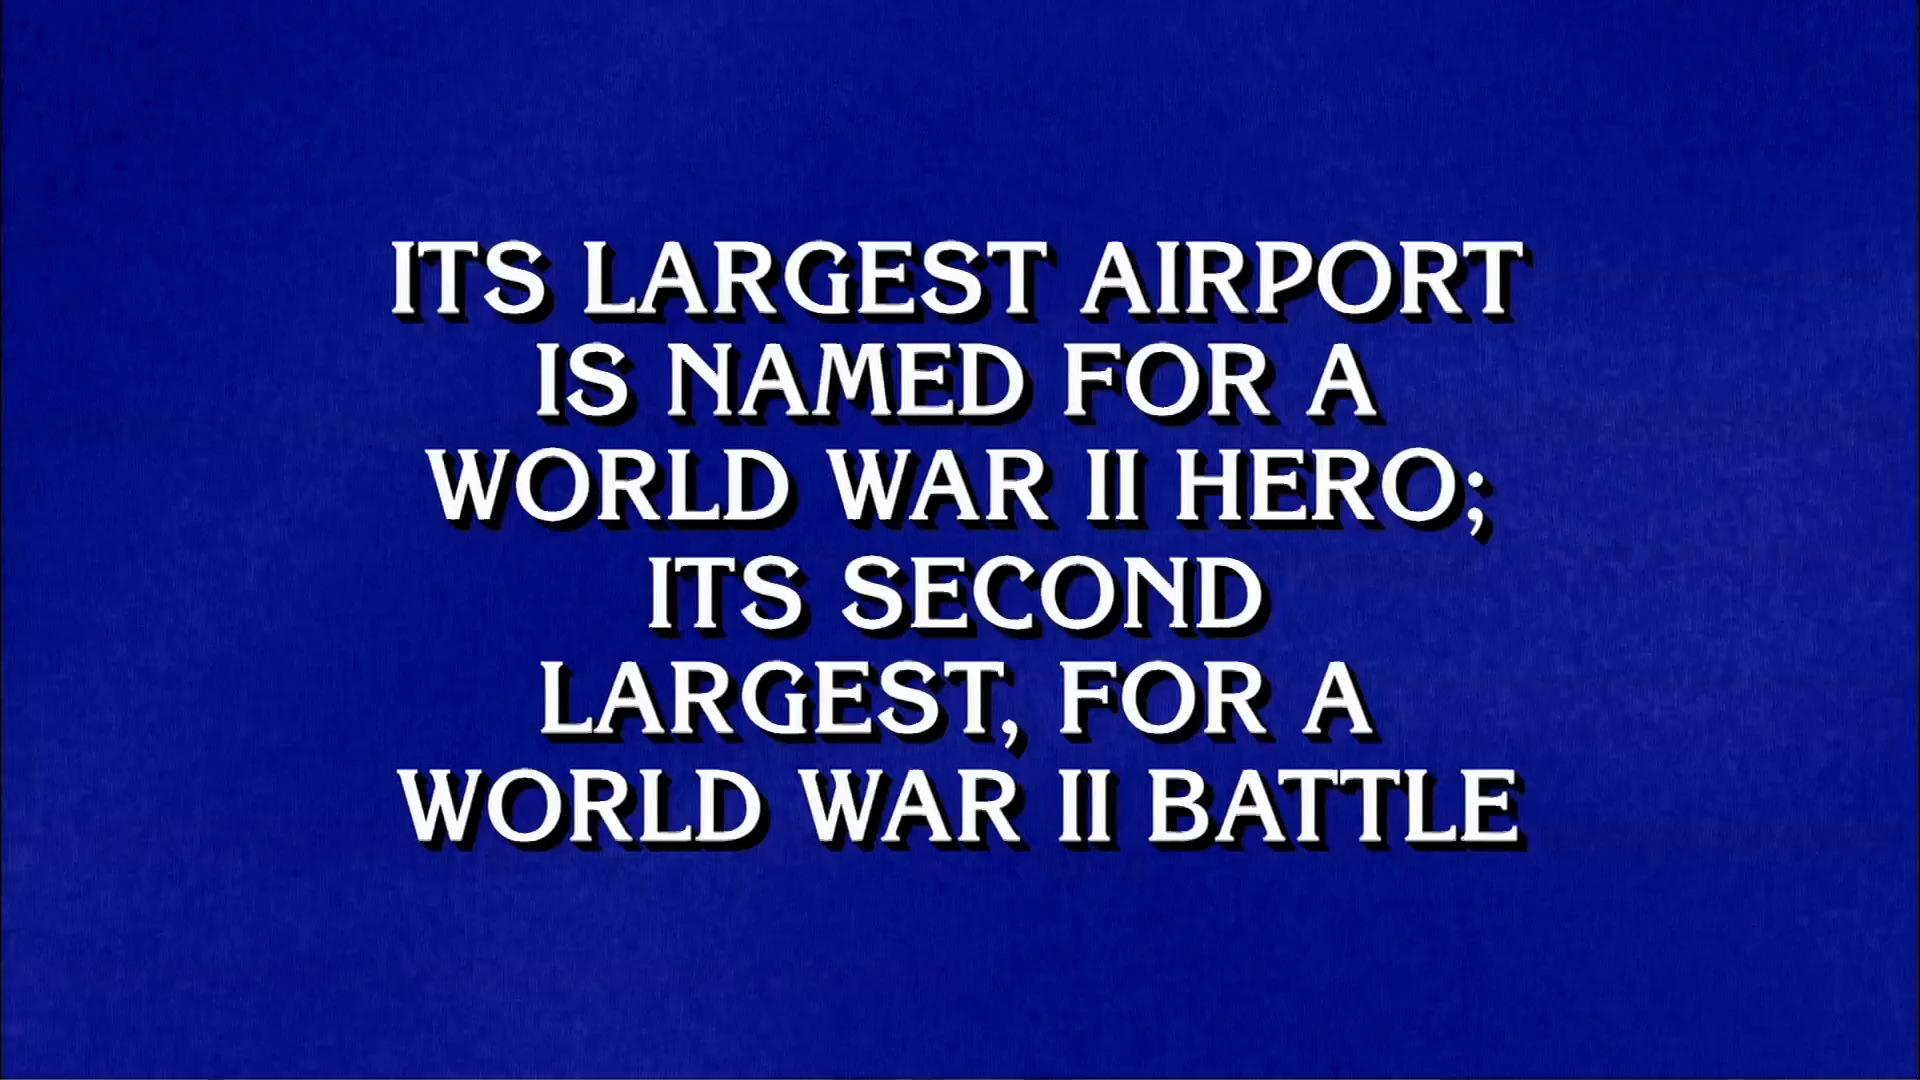 ITS LARGEST AIRPORT
IS NAMED FOR A
WORLD WAR II HERO;
ITS SECOND
LARGEST, FOR A
WORLD WAR II BATTLE